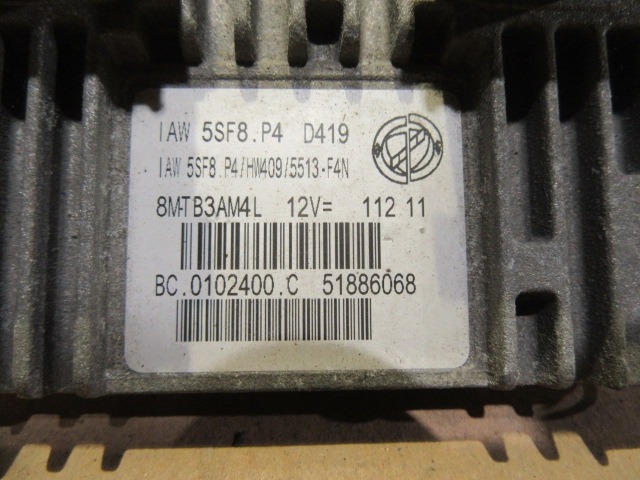 IAW 5SF8.P4 D419
IAW 5SF8.P4/HW409/5513-F4N
8MTB3AM4L 12V= 112 11
BC.0102400.C 51886068